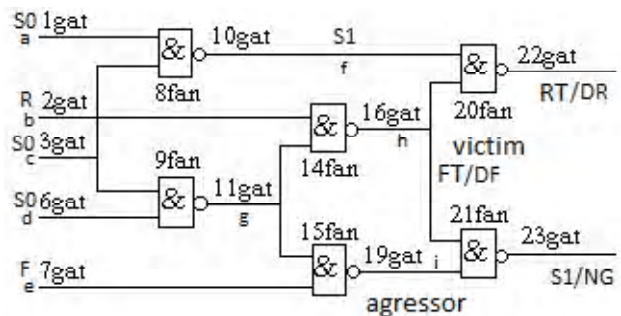 S0 1gat
a
&
10gat
S1
f
&
22gat
RT/DR
8fan
20fan
R 2gat
b
&
16gat
h
victim
FT/DF
S0 3gat
c
9fan
14fan
&
11gat
g
S0 6gat
d
15fan
21fan
&
19gat
i
&
23gat
S1/NG
F 7gat
e
agressor